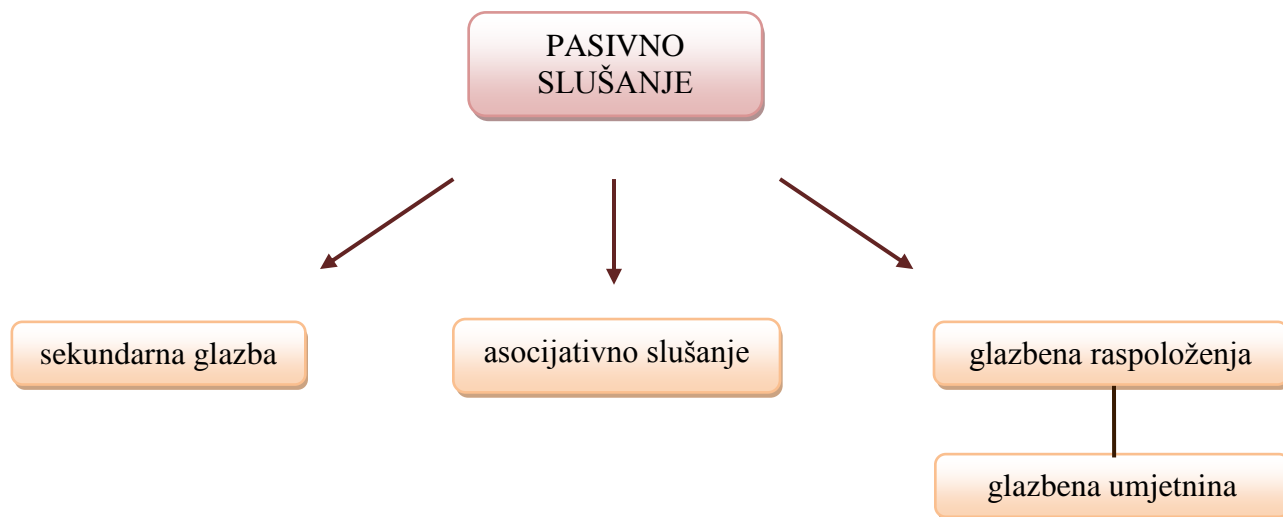 PASIVNO
SLUŠANJE
sekundarna glazba
asocijativno slušanje
glazbena raspoloženja
glazbena umjetnina